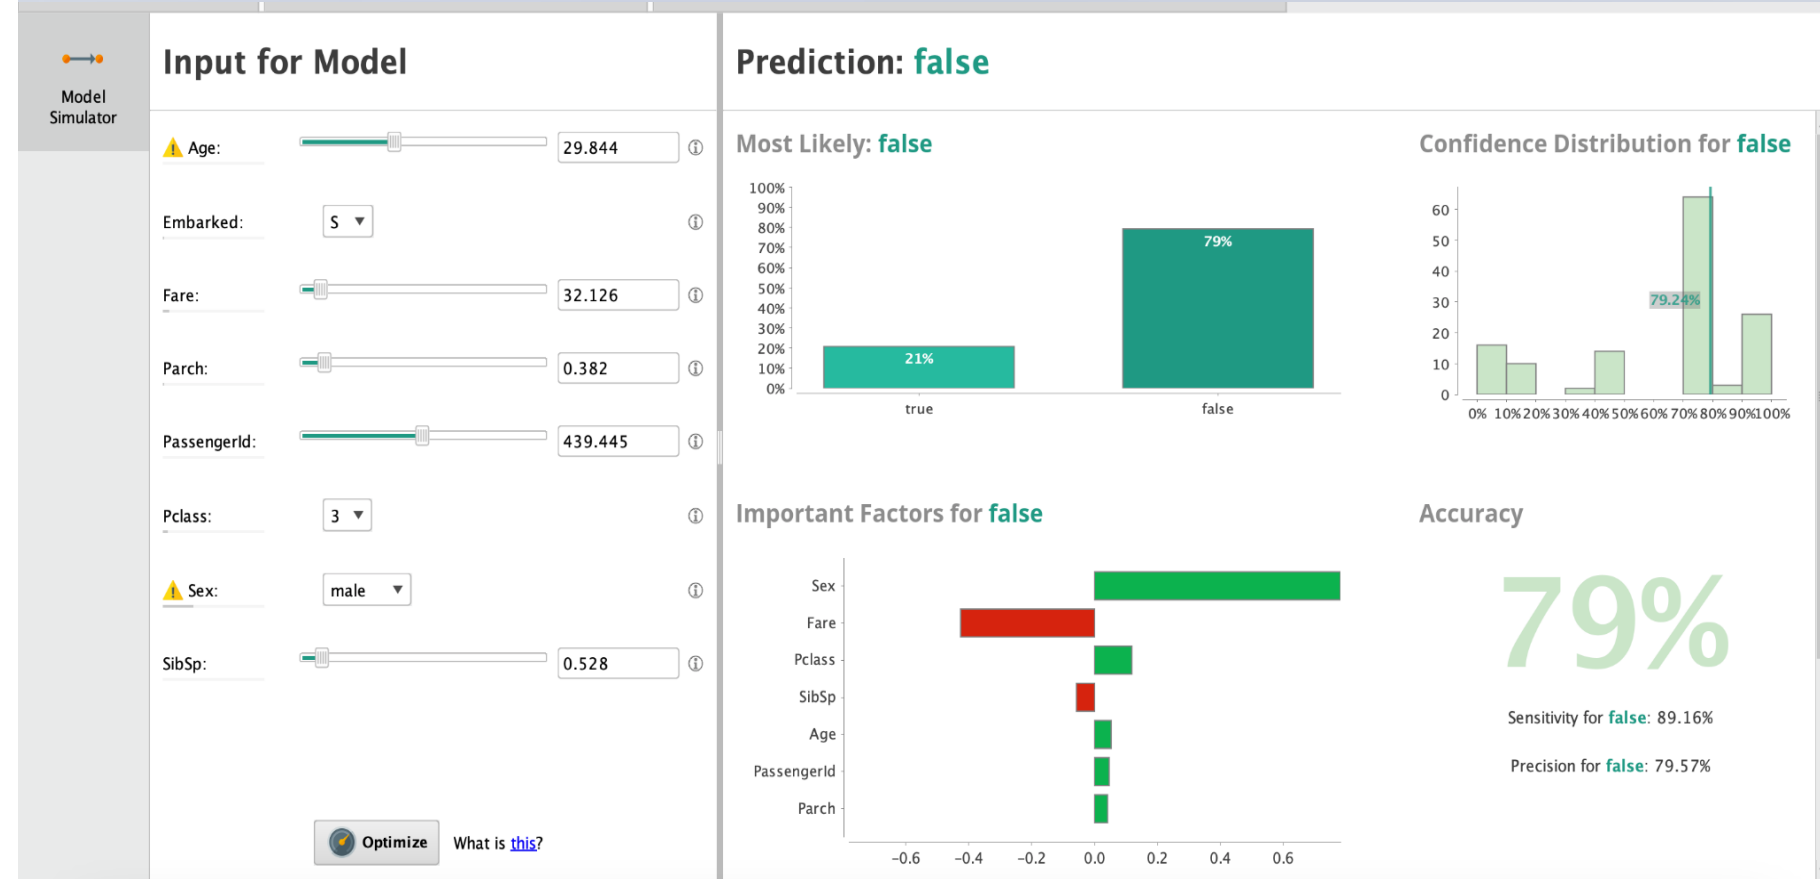 Model
Simulator
Input for Model
Age: 29.844
Embarked: S
Fare: 32.126
Parch: 0.382
PassengerId: 439.445
Pclass: 3
Sex: male
SibSp: 0.528
Optimize What is this?
Prediction: false
Most Likely: false
100%
90%
80%
70%
60%
50%
40%
30%
20%
10%
0%
79%
21%
true false
Confidence Distribution for false
60
50
40
30
20
10
0
79.24%
0% 10% 20% 30% 40% 50% 60% 70% 80% 90% 100%
Important Factors for false
Sex
Fare
Pclass
SibSp
Age
PassengerId
Parch
-0.6 -0.4 -0.2 0.0 0.2 0.4 0.6
Accuracy
79%
Sensitivity for false: 89.16%
Precision for false: 79.57%